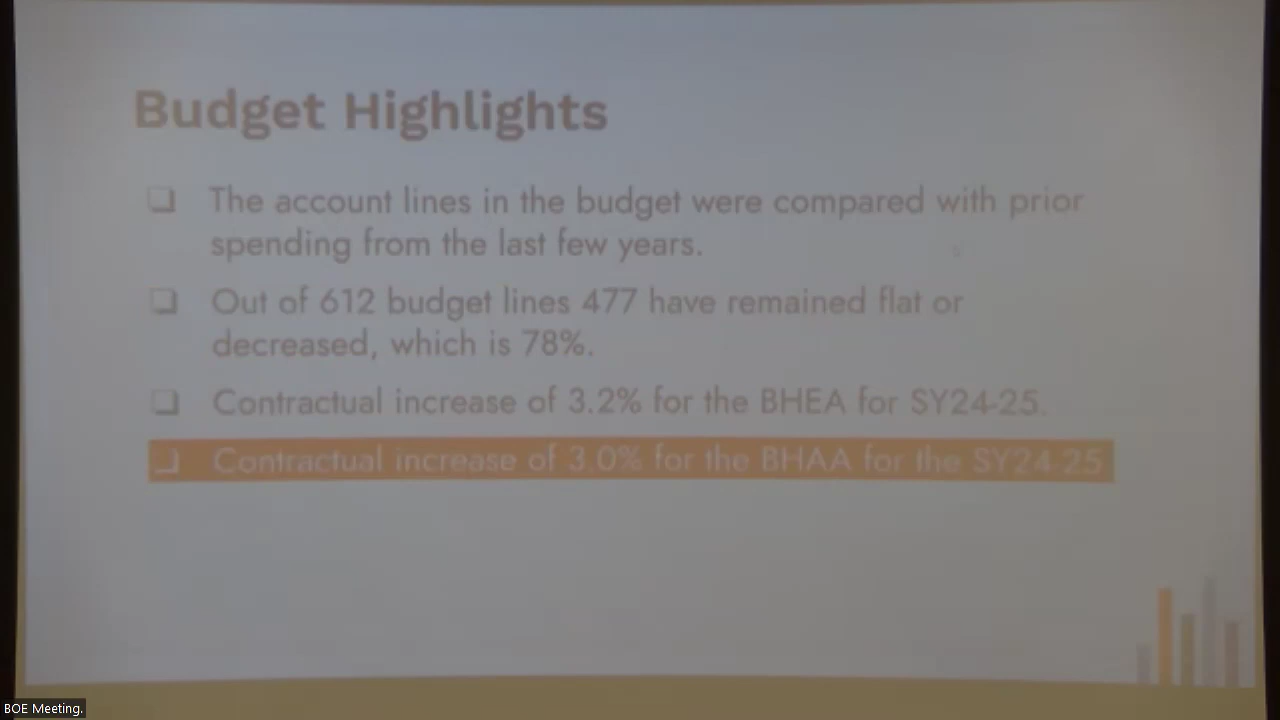 Budget Highlights
❑ The account lines in the budget were compared with prior
spending from the last few years.
❑ Out of 612 budget lines 477 have remained flat or
decreased, which is 78%.
❑ Contractual increase of 3.2% for the BHEA for SY24-25.
❑ Contractual increase of 3.0% for the BHAA for the SY24-25
BOE Meeting.